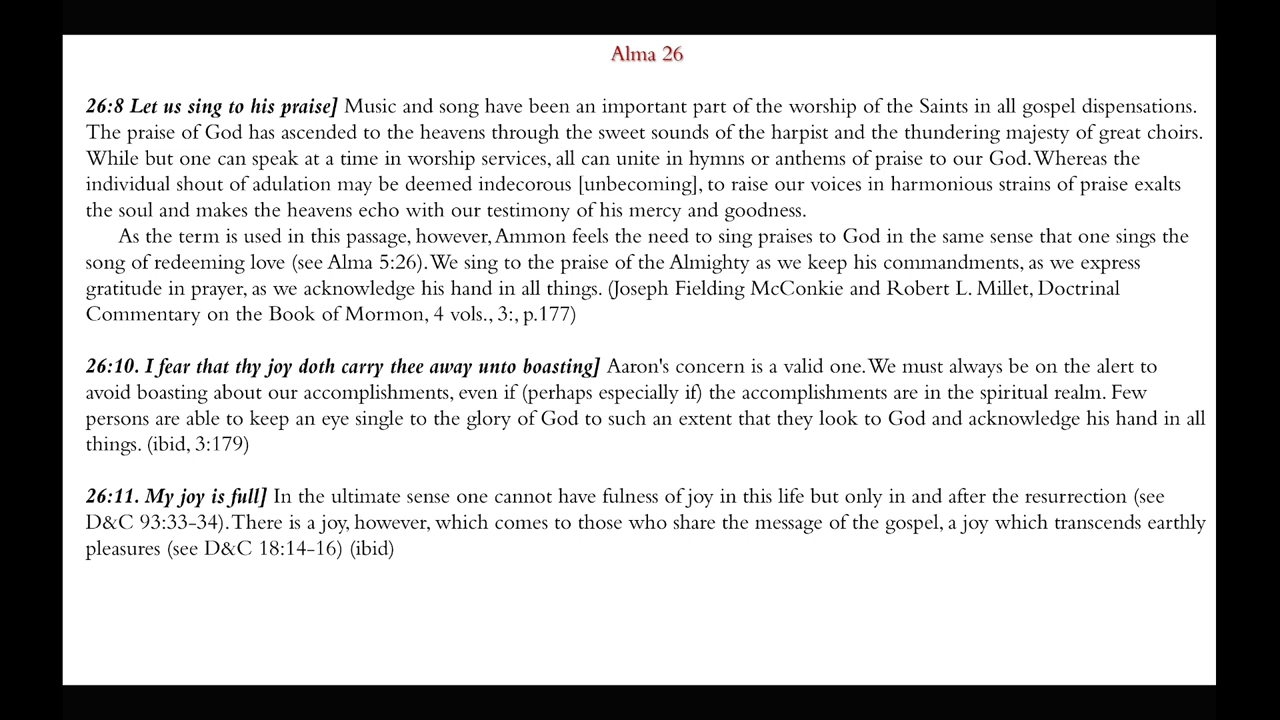 Alma 26
26:8 Let us sing to his praise] Music and song have been an important part of the worship of the Saints in all gospel dispensations.
The praise of God has ascended to the heavens through the sweet sounds of the harpist and the thundering majesty of great choirs.
While but one can speak at a time in worship services, all can unite in hymns or anthems of praise to our God. Whereas the
individual shout of adulation may be deemed indecorous [unbecoming], to raise our voices in harmonious strains of praise exalts
the soul and makes the heavens echo with our testimony of his mercy and goodness.
As the term is used in this passage, however, Ammon feels the need to sing praises to God in the same sense that one sings the
song of redeeming love (see Alma 5:26). We sing to the praise of the Almighty as we keep his commandments, as we express
gratitude in prayer, as we acknowledge his hand in all things. (Joseph Fielding McConkie and Robert L. Millet, Doctrinal
Commentary on the Book of Mormon, 4 vols., 3:, p.177)
26:10. I fear that thy joy doth carry thee away unto boasting] Aaron's concern is a valid one. We must always be on the alert to
avoid boasting about our accomplishments, even if (perhaps especially if) the accomplishments are in the spiritual realm. Few
persons are able to keep an eye single to the glory of God to such an extent that they look to God and acknowledge his hand in all
things. (ibid, 3:179)
26:11. My joy is full] In the ultimate sense one cannot have fulness of joy in this life but only in and after the resurrection (see
D&C 93:33-34). There is a joy, however, which comes to those who share the message of the gospel, a joy which transcends earthly
pleasures (see D&C 18:14-16) (ibid)